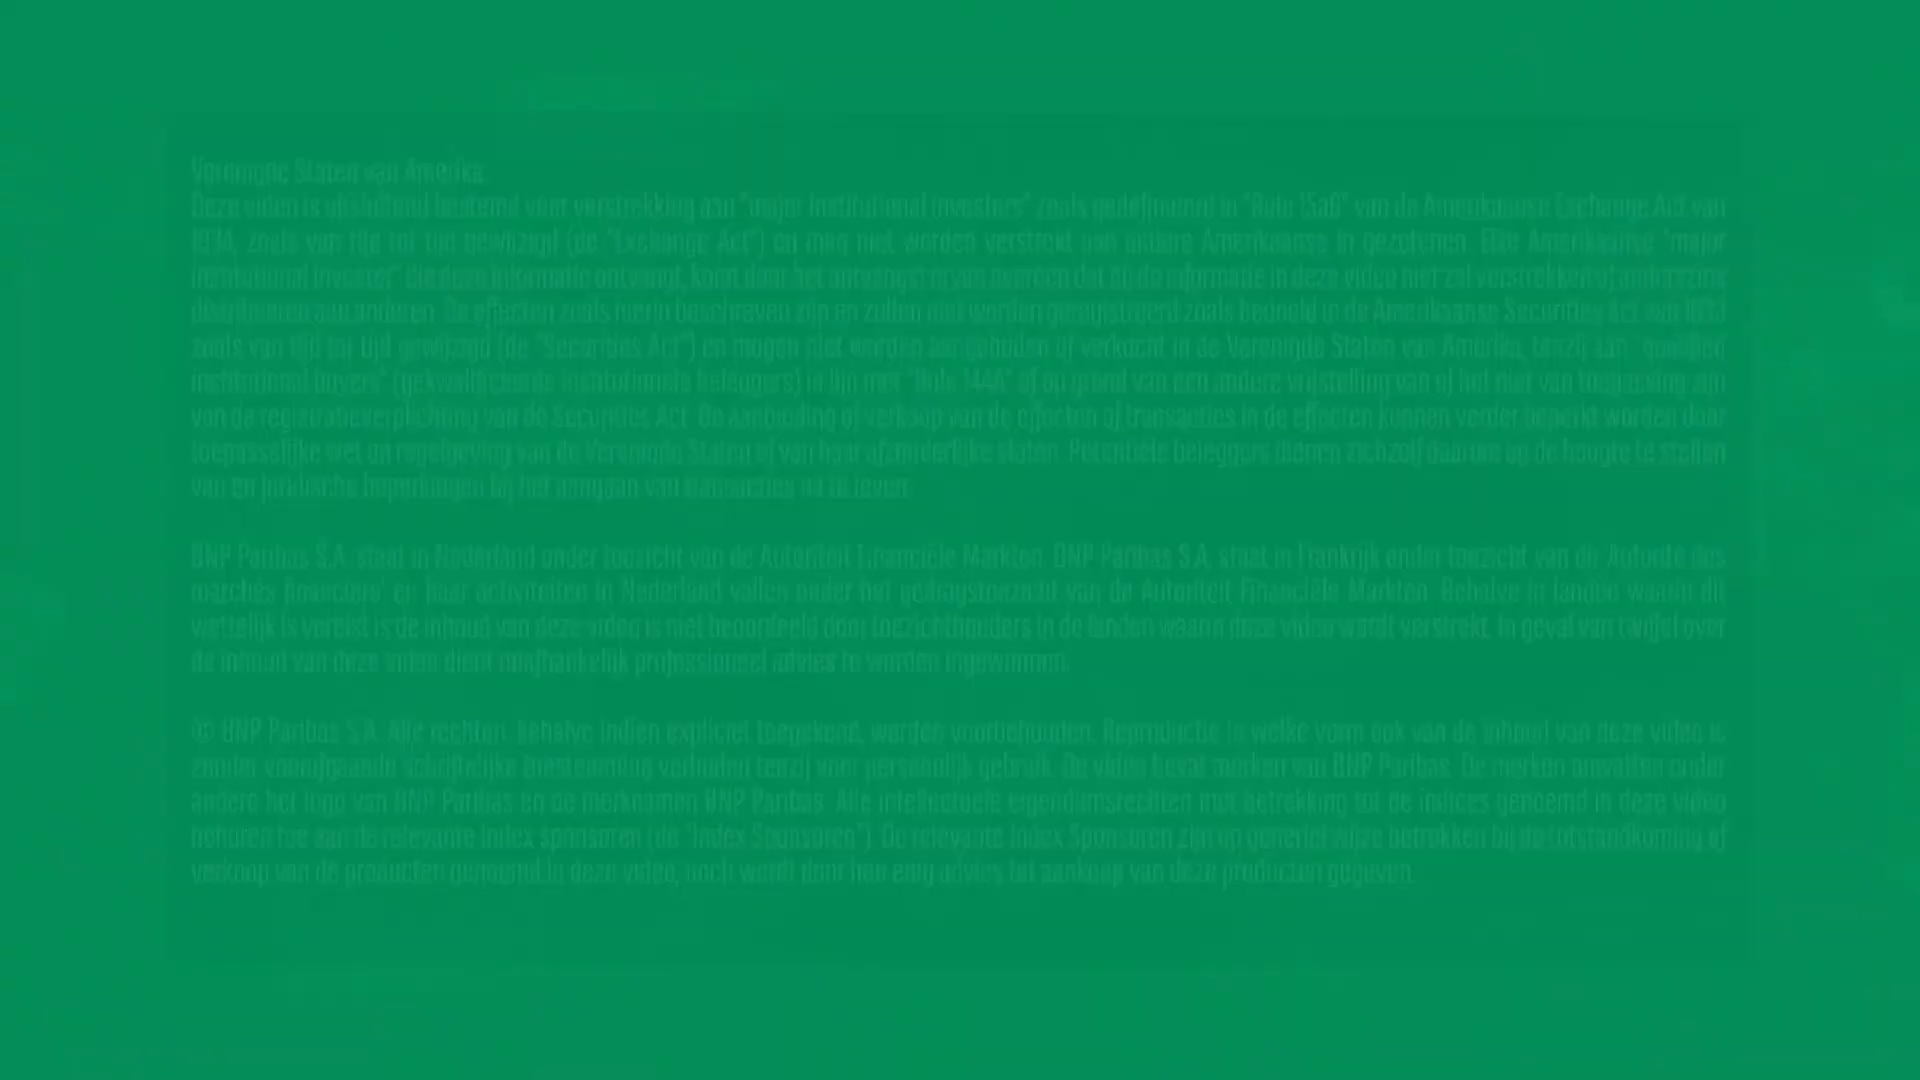 Verenigde Staten van Amerika
Deze video is uitsluitend bestemd voor verstrekking aan "major institutional investors" zoals gedefinieerd in "Rule 15a6" van de Amerikaanse Exchange Act van
1934, zoals van tijd tot tijd gewijzigd (de "Exchange Act") en mag niet worden verstrekt aan andere Amerikaanse in gezetenen. Elke Amerikaanse "major
institutional investor" die deze informatie ontvangt, komt door het ontvangst ervan overeen dat hij de informatie in deze video niet zal verstrekken of anderszins
distribueren aan anderen. De effecten zoals hierin beschreven zijn en zullen niet worden geregistreerd zoals bedoeld in de Amerikaanse Securities Act van 1933
zoals van tijd tot tijd gewijzigd (de "Securities Act") en mogen niet worden aangeboden of verkocht in de Verenigde Staten van Amerika, tenzij aan "qualified
institutional buyers" (gekwalificeerde institutionele beleggers) in lijn met "Rule 144A" of op grond van een andere vrijstelling van of het niet van toepassing zijn
van de registratieverplichting van de Securities Act. De aanbieding of verkoop van de effecten of transacties in de effecten kunnen verder beperkt worden door
toepasselijke wet en regelgeving van de Verenigde Staten of van haar afzonderlijke staten. Potentiële beleggers dienen zichzelf daarom op de hoogte te stellen
van en juridische beperkingen bij het aangaan van transacties na te leven.
BNP Paribas S.A. staat in Nederland onder toezicht van de Autoriteit Financiële Markten. BNP Paribas S.A. staat in Frankrijk onder toezicht van de 'Autorité des
marchés financiers' en haar activiteiten in Nederland vallen onder het gedragstoezicht van de Autoriteit Financiële Markten. Behalve in landen waarin dit
wettelijk is vereist is de inhoud van deze video is niet beoordeeld door toezichthouders in de landen waarin deze video wordt verstrekt. In geval van twijfel over
de inhoud van deze video dient onafhankelijk professioneel advies te worden ingewonnen.
© BNP Paribas S.A. Alle rechten, behalve indien expliciet toegekend, worden voorbehouden. Reproductie in welke vorm ook van de inhoud van deze video is
zonder voorafgaande schriftelijke toestemming verboden tenzij voor persoonlijk gebruik. De video bevat merken van BNP Paribas. De merken omvatten onder
andere het logo van BNP Paribas en de merknamen BNP Paribas. Alle intellectuele eigendomsrechten met betrekking tot de indices genoemd in deze video
behoren toe aan de relevante index sponsoren (de "Index Sponsoren"). De relevante Index Sponsoren zijn op generlei wijze betrokken bij de totstandkoming of
verkoop van de producten genoemd in deze video, noch wordt door hen enig advies tot aankoop van deze producten gegeven.